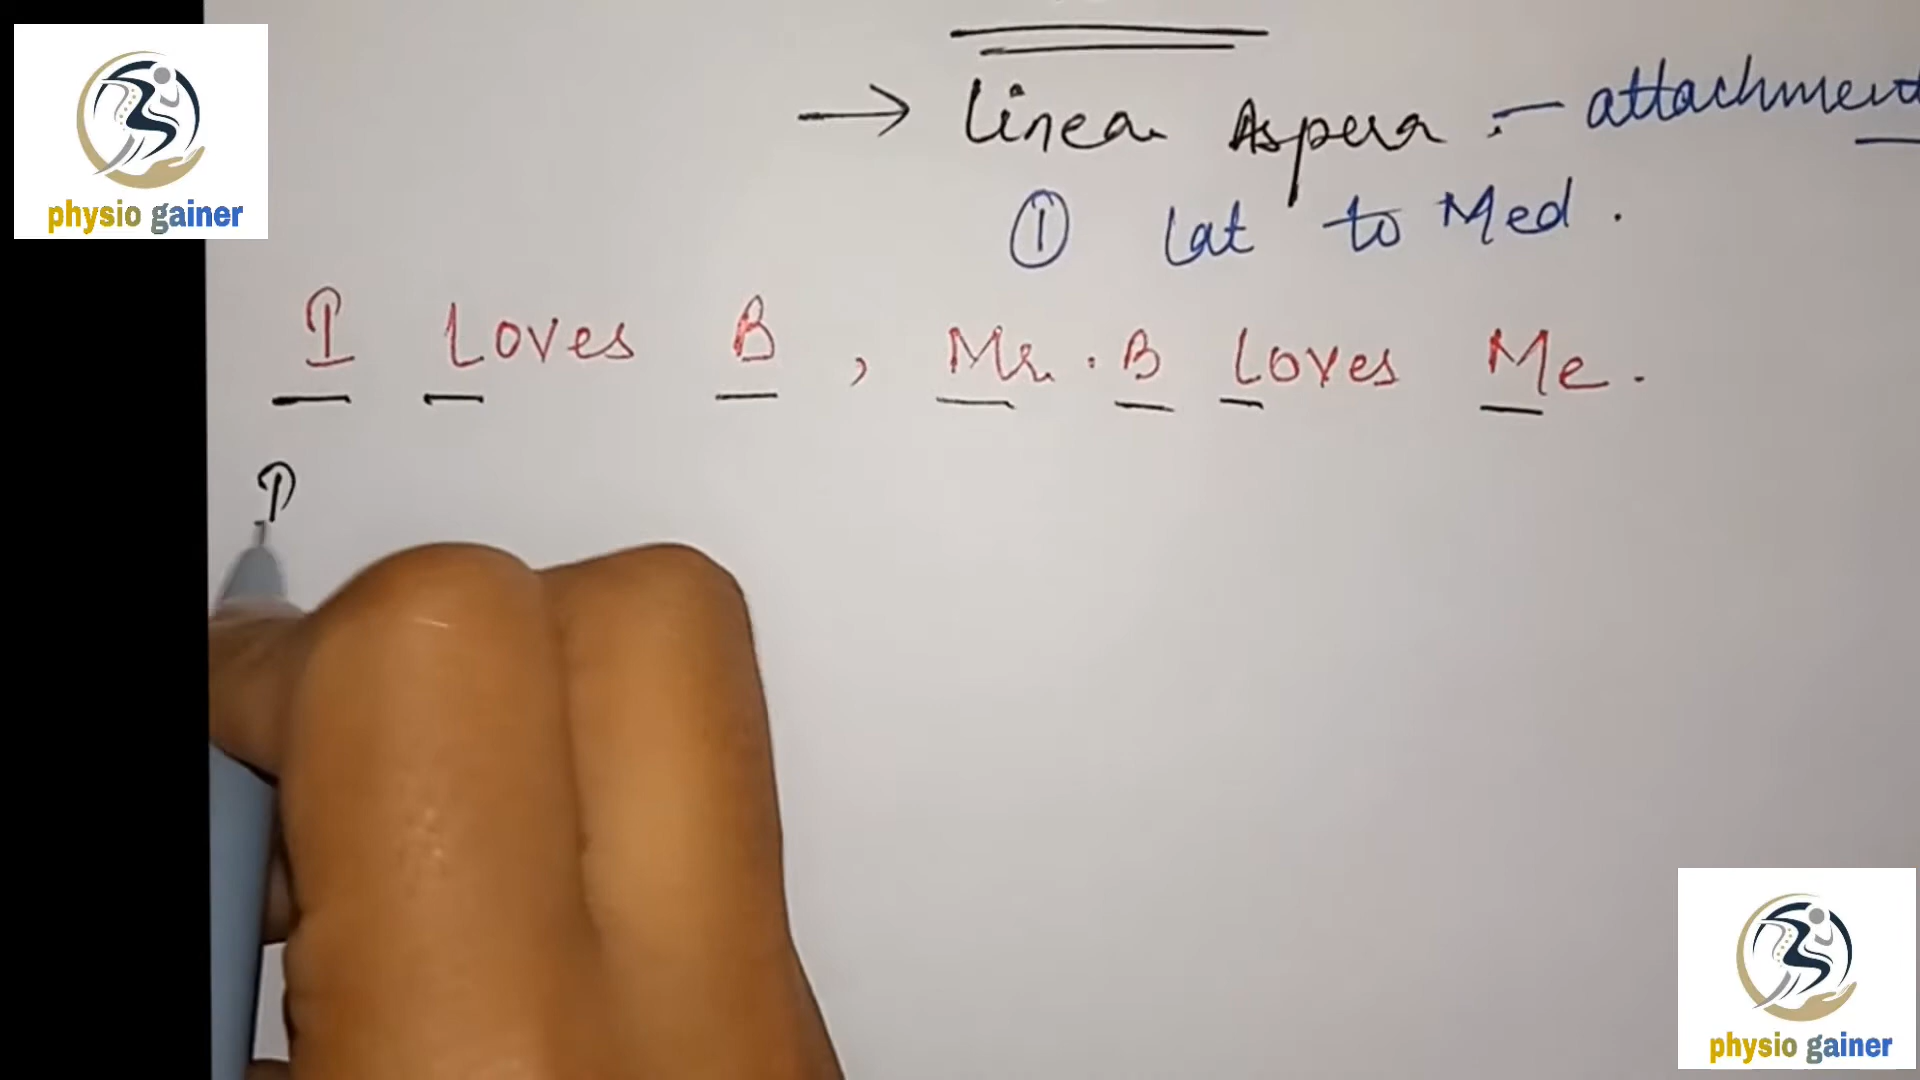 physio gainer
→ Linea Aspera :- attachment
① Lat to Med .
I Loves B , Mr . B Loves Me .
I
physio gainer